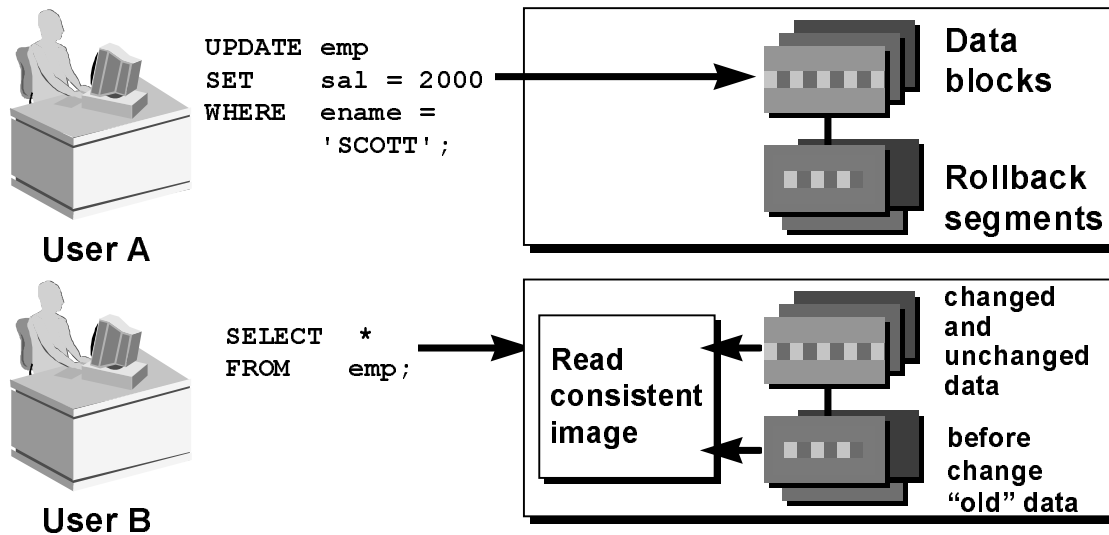 UPDATE emp
SET sal = 2000
WHERE ename =
'SCOTT';
Data
blocks
Rollback
segments
User A
SELECT *
FROM emp;
Read
consistent
image
changed
and
unchanged
data
before
change
“old” data
User B